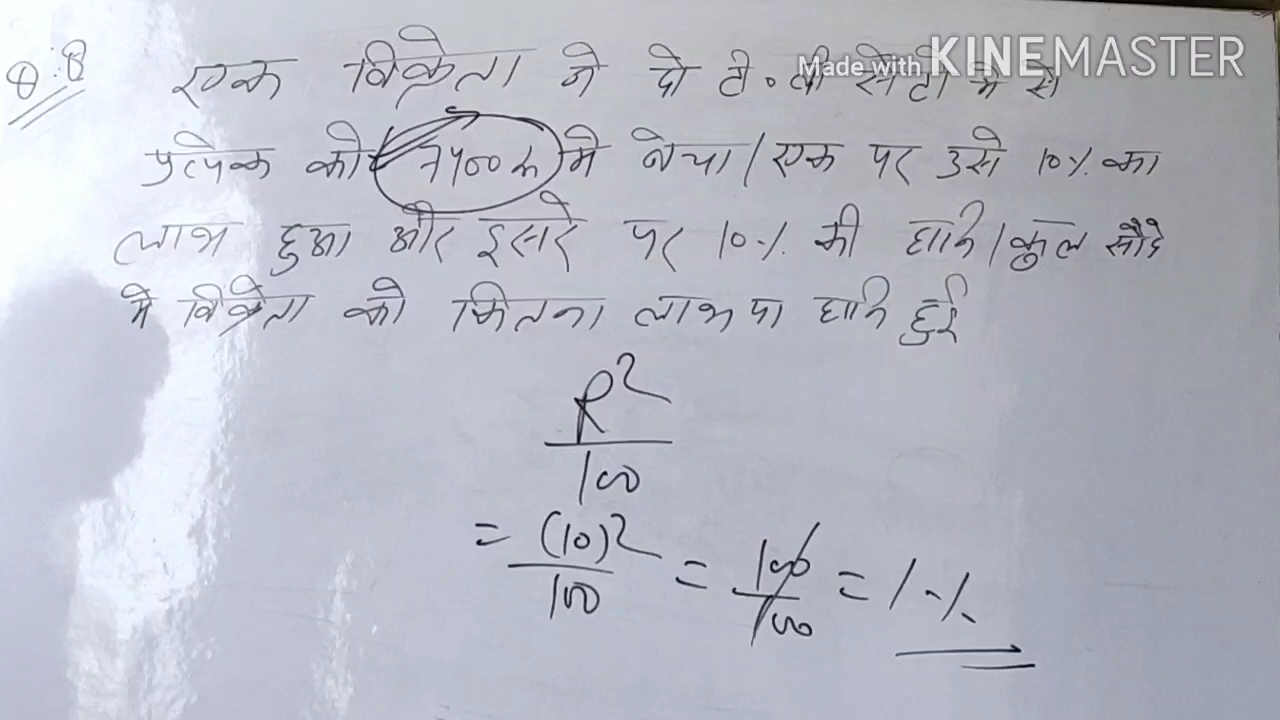 Made with KINEMASTER
Q.8 एक विक्रेता ने दो टी.वी सेटो मे से
प्रत्येक को 7400 रु मे बेचा/एक पर उसे 10% का
लाभ हुआ और दुसरे पर 10% की हानि/कुल सौदे
मे विक्रेता को कितना लाभ या हानि हुई
R²
100
= (10)² = 100 = 1%
100 100